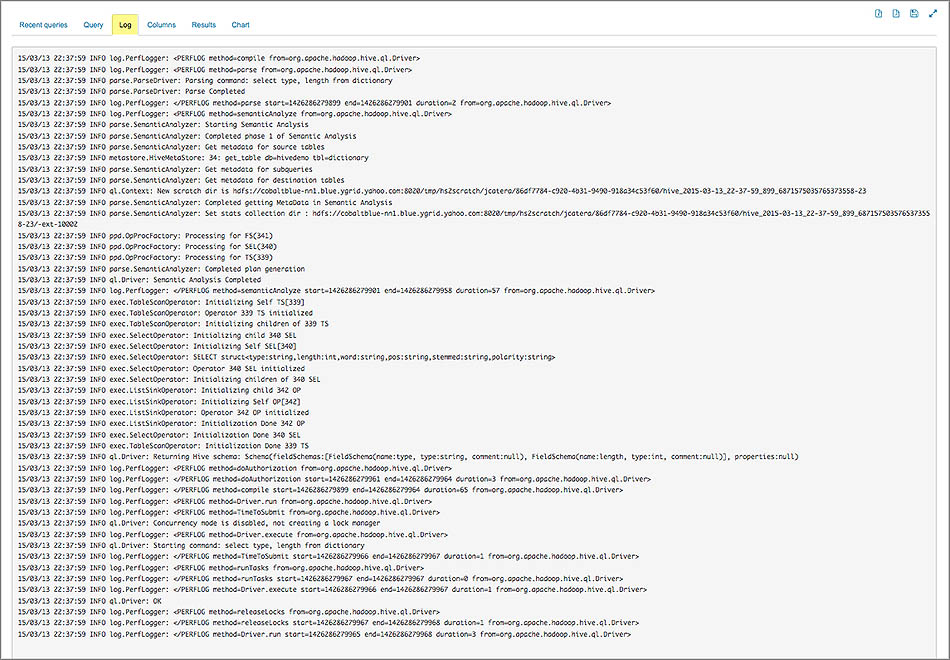 Recent queries Query Log Columns Results Chart
15/03/13 22:37:59 INFO log.PerfLogger: <PERFLOG method=compile from=org.apache.hadoop.hive.ql.Driver>
15/03/13 22:37:59 INFO log.PerfLogger: <PERFLOG method=parse from=org.apache.hadoop.hive.ql.Driver>
15/03/13 22:37:59 INFO parse.ParseDriver: Parsing command: select type, length from dictionary
15/03/13 22:37:59 INFO parse.ParseDriver: Parse Completed
15/03/13 22:37:59 INFO log.PerfLogger: </PERFLOG method=parse start=1426286279899 end=1426286279901 duration=2 from=org.apache.hadoop.hive.ql.Driver>
15/03/13 22:37:59 INFO log.PerfLogger: <PERFLOG method=semanticAnalyze from=org.apache.hadoop.hive.ql.Driver>
15/03/13 22:37:59 INFO parse.SemanticAnalyzer: Starting Semantic Analysis
15/03/13 22:37:59 INFO parse.SemanticAnalyzer: Completed phase 1 of Semantic Analysis
15/03/13 22:37:59 INFO parse.SemanticAnalyzer: Get metadata for source tables
15/03/13 22:37:59 INFO metastore.HiveMetaStore: 34: get_table db=hivedemo tbl=dictionary
15/03/13 22:37:59 INFO parse.SemanticAnalyzer: Get metadata for subqueries
15/03/13 22:37:59 INFO parse.SemanticAnalyzer: Get metadata for destination tables
15/03/13 22:37:59 INFO ql.Context: New scratch dir is hdfs://cobaltblue-nn1.blue.ygrid.yahoo.com:8020/tmp/hs2scratch/jcatera/86df7784-c920-4b31-9490-918a34c53f60/hive_2015-03-13_22-37-59_899_6871575035765373558-23
15/03/13 22:37:59 INFO parse.SemanticAnalyzer: Completed getting MetaData in Semantic Analysis
15/03/13 22:37:59 INFO parse.SemanticAnalyzer: Set stats collection dir : hdfs://cobaltblue-nn1.blue.ygrid.yahoo.com:8020/tmp/hs2scratch/jcatera/86df7784-c920-4b31-9490-918a34c53f60/hive_2015-03-13_22-37-59_899_687157503576537355
8-23/-ext-10002
15/03/13 22:37:59 INFO ppd.OpProcFactory: Processing for FS(341)
15/03/13 22:37:59 INFO ppd.OpProcFactory: Processing for SEL(340)
15/03/13 22:37:59 INFO ppd.OpProcFactory: Processing for TS(339)
15/03/13 22:37:59 INFO parse.SemanticAnalyzer: Completed plan generation
15/03/13 22:37:59 INFO ql.Driver: Semantic Analysis Completed
15/03/13 22:37:59 INFO log.PerfLogger: </PERFLOG method=semanticAnalyze start=1426286279901 end=1426286279958 duration=57 from=org.apache.hadoop.hive.ql.Driver>
15/03/13 22:37:59 INFO exec.TableScanOperator: Initializing Self TS[339]
15/03/13 22:37:59 INFO exec.TableScanOperator: Operator 339 TS initialized
15/03/13 22:37:59 INFO exec.TableScanOperator: Initializing children of 339 TS
15/03/13 22:37:59 INFO exec.SelectOperator: Initializing child 340 SEL
15/03/13 22:37:59 INFO exec.SelectOperator: Initializing Self SEL[340]
15/03/13 22:37:59 INFO exec.SelectOperator: SELECT struct<type:string,length:int,word:string,pos:string,stemmed:string,polarity:string>
15/03/13 22:37:59 INFO exec.SelectOperator: Operator 340 SEL initialized
15/03/13 22:37:59 INFO exec.SelectOperator: Initializing children of 340 SEL
15/03/13 22:37:59 INFO exec.ListSinkOperator: Initializing child 342 OP
15/03/13 22:37:59 INFO exec.ListSinkOperator: Initializing Self OP[342]
15/03/13 22:37:59 INFO exec.ListSinkOperator: Operator 342 OP initialized
15/03/13 22:37:59 INFO exec.ListSinkOperator: Initialization Done 342 OP
15/03/13 22:37:59 INFO exec.SelectOperator: Initialization Done 340 SEL
15/03/13 22:37:59 INFO exec.TableScanOperator: Initialization Done 339 TS
15/03/13 22:37:59 INFO ql.Driver: Returning Hive schema: Schema(fieldSchemas:[FieldSchema(name:type, type:string, comment:null), FieldSchema(name:length, type:int, comment:null)], properties:null)
15/03/13 22:37:59 INFO log.PerfLogger: <PERFLOG method=doAuthorization from=org.apache.hadoop.hive.ql.Driver>
15/03/13 22:37:59 INFO log.PerfLogger: </PERFLOG method=doAuthorization start=1426286279961 end=1426286279964 duration=3 from=org.apache.hadoop.hive.ql.Driver>
15/03/13 22:37:59 INFO log.PerfLogger: </PERFLOG method=compile start=1426286279899 end=1426286279964 duration=65 from=org.apache.hadoop.hive.ql.Driver>
15/03/13 22:37:59 INFO log.PerfLogger: <PERFLOG method=Driver.run from=org.apache.hadoop.hive.ql.Driver>
15/03/13 22:37:59 INFO log.PerfLogger: <PERFLOG method=TimeToSubmit from=org.apache.hadoop.hive.ql.Driver>
15/03/13 22:37:59 INFO ql.Driver: Concurrency mode is disabled, not creating a lock manager
15/03/13 22:37:59 INFO log.PerfLogger: <PERFLOG method=Driver.execute from=org.apache.hadoop.hive.ql.Driver>
15/03/13 22:37:59 INFO ql.Driver: Starting command: select type, length from dictionary
15/03/13 22:37:59 INFO log.PerfLogger: </PERFLOG method=TimeToSubmit start=1426286279966 end=1426286279967 duration=1 from=org.apache.hadoop.hive.ql.Driver>
15/03/13 22:37:59 INFO log.PerfLogger: <PERFLOG method=runTasks from=org.apache.hadoop.hive.ql.Driver>
15/03/13 22:37:59 INFO log.PerfLogger: </PERFLOG method=runTasks start=1426286279967 end=1426286279967 duration=0 from=org.apache.hadoop.hive.ql.Driver>
15/03/13 22:37:59 INFO log.PerfLogger: </PERFLOG method=Driver.execute start=1426286279966 end=1426286279967 duration=1 from=org.apache.hadoop.hive.ql.Driver>
15/03/13 22:37:59 INFO ql.Driver: OK
15/03/13 22:37:59 INFO log.PerfLogger: <PERFLOG method=releaseLocks from=org.apache.hadoop.hive.ql.Driver>
15/03/13 22:37:59 INFO log.PerfLogger: </PERFLOG method=releaseLocks start=1426286279967 end=1426286279968 duration=1 from=org.apache.hadoop.hive.ql.Driver>
15/03/13 22:37:59 INFO log.PerfLogger: </PERFLOG method=Driver.run start=1426286279965 end=1426286279968 duration=3 from=org.apache.hadoop.hive.ql.Driver>